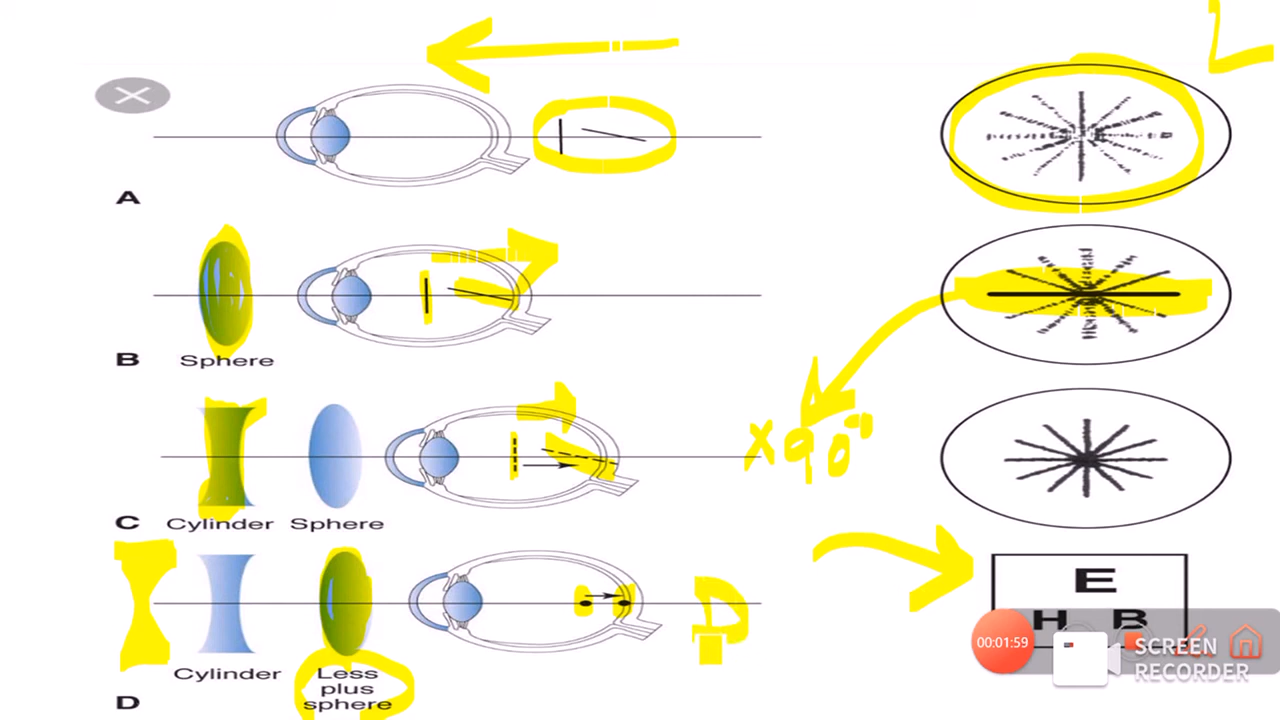 A
B
Sphere
x90°
C
Cylinder Sphere
E
H B
00:01:59
SCREEN
RECORDER
Cylinder
Less
plus
sphere
D